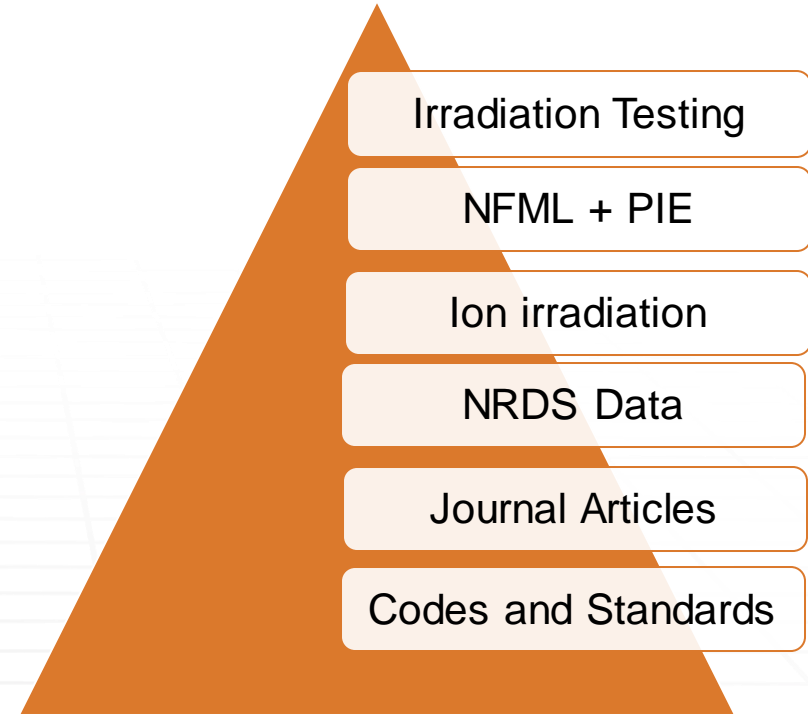 Irradiation Testing
NFML + PIE
Ion irradiation
NRDS Data
Journal Articles
Codes and Standards